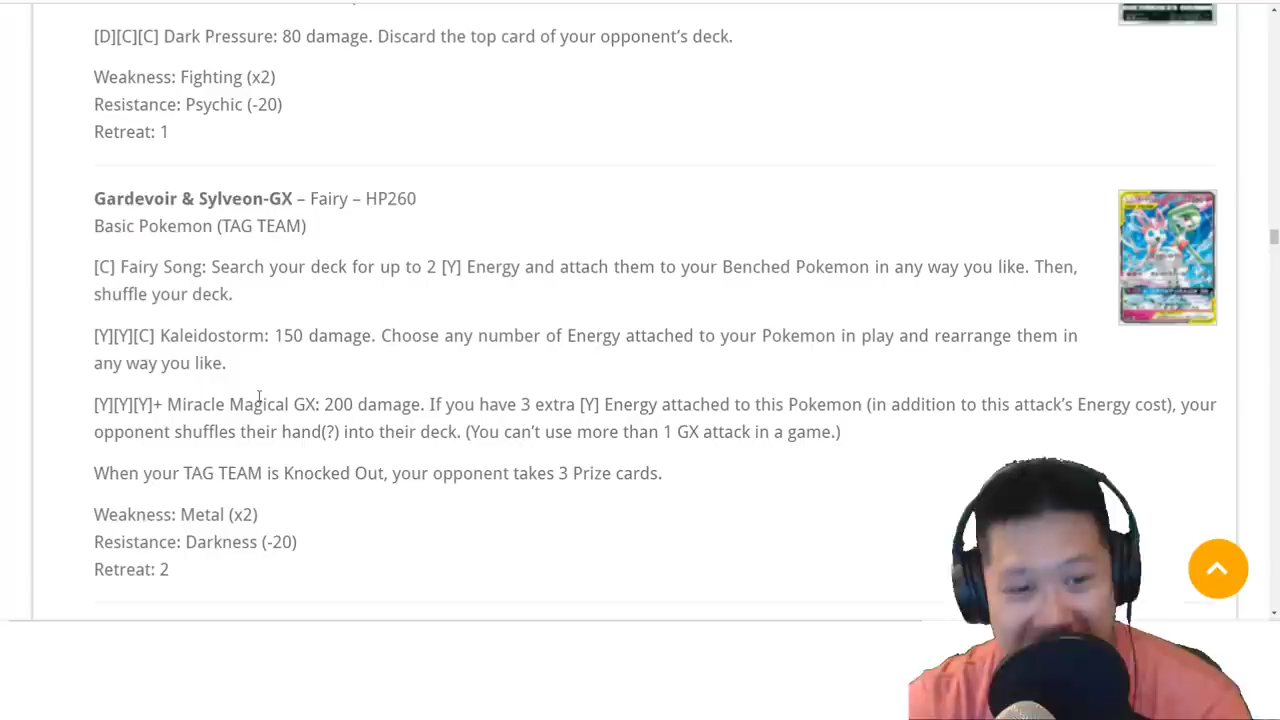 [D][C][C] Dark Pressure: 80 damage. Discard the top card of your opponent’s deck.
Weakness: Fighting (x2)
Resistance: Psychic (-20)
Retreat: 1
Gardevoir & Sylveon-GX – Fairy – HP260
Basic Pokemon (TAG TEAM)
[C] Fairy Song: Search your deck for up to 2 [Y] Energy and attach them to your Benched Pokemon in any way you like. Then,
shuffle your deck.
[Y][Y][C] Kaleidostorm: 150 damage. Choose any number of Energy attached to your Pokemon in play and rearrange them in
any way you like.
[Y][Y][Y]+ Miracle Magical GX: 200 damage. If you have 3 extra [Y] Energy attached to this Pokemon (in addition to this attack’s Energy cost), your
opponent shuffles their hand(?) into their deck. (You can’t use more than 1 GX attack in a game.)
When your TAG TEAM is Knocked Out, your opponent takes 3 Prize cards.
Weakness: Metal (x2)
Resistance: Darkness (-20)
Retreat: 2